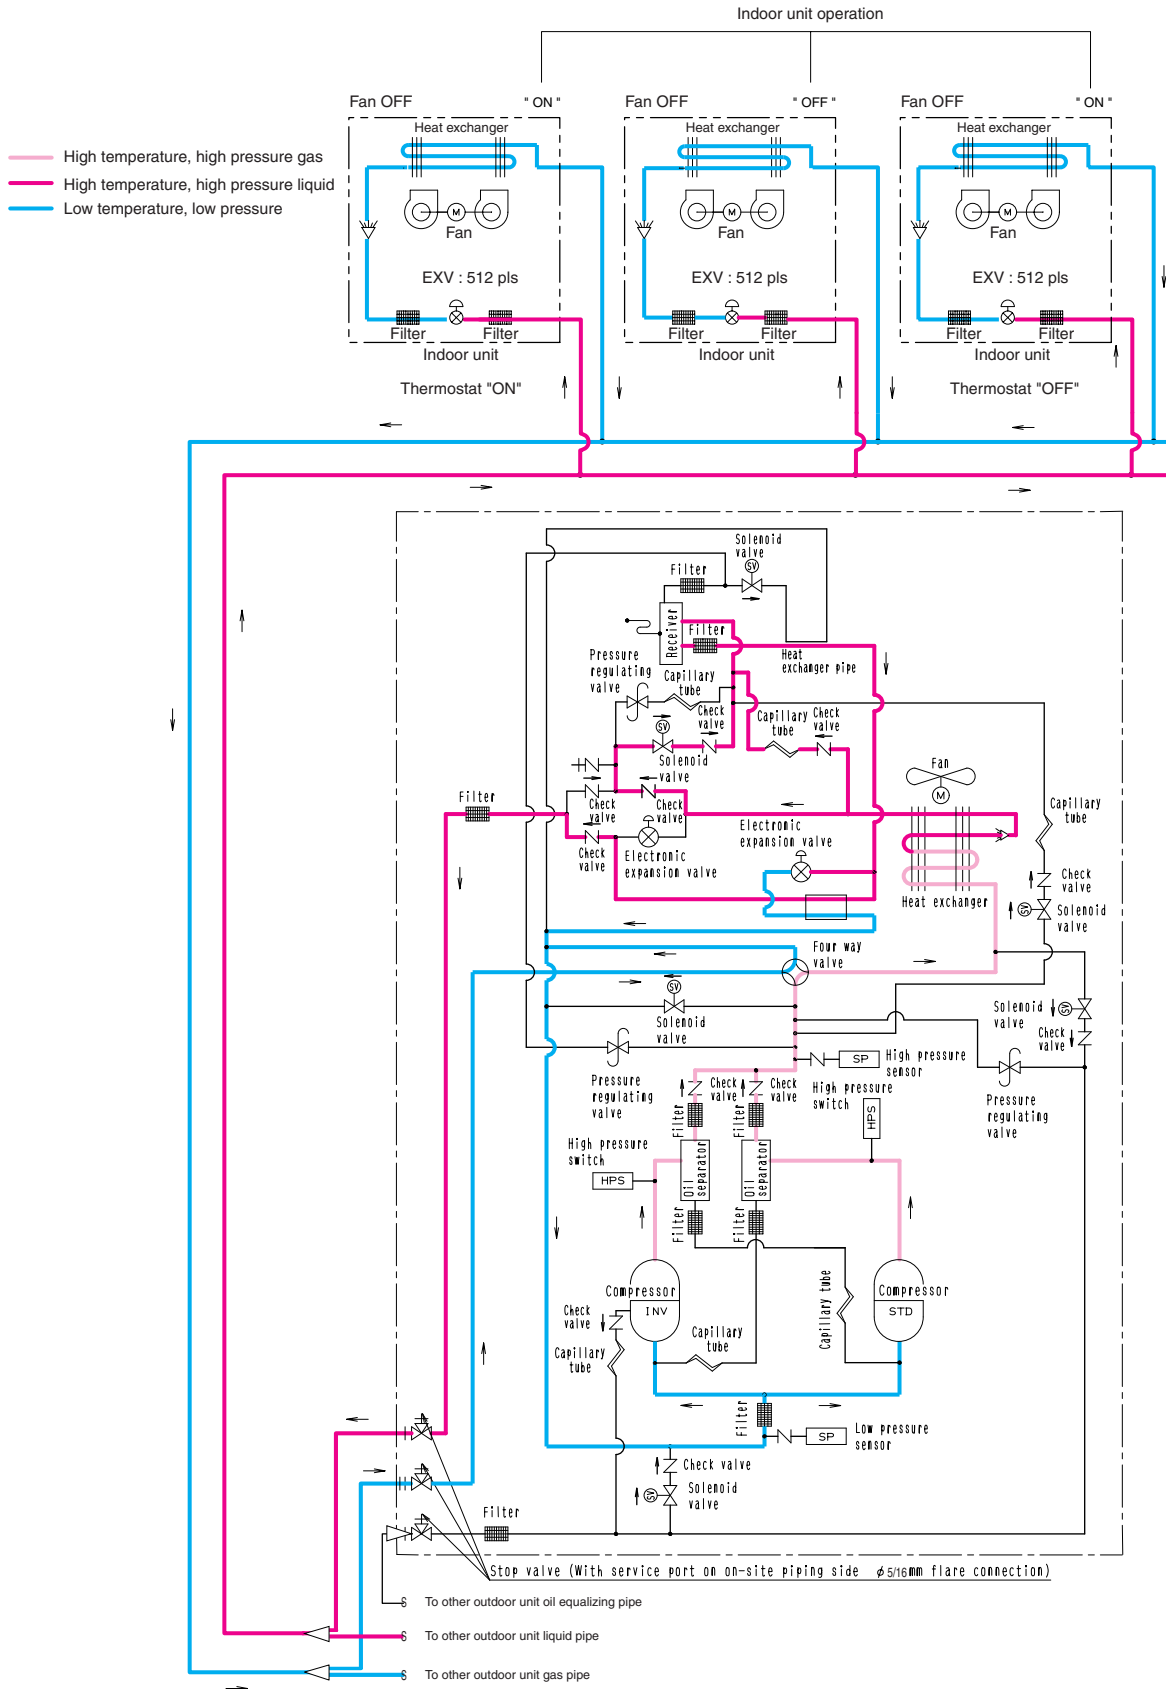 Indoor unit operation
Fan OFF " ON "
Fan OFF " OFF "
Fan OFF " ON "
Heat exchanger
Heat exchanger
Heat exchanger
High temperature, high pressure gas
High temperature, high pressure liquid
Low temperature, low pressure
M
M
M
Fan
Fan
Fan
EXV : 512 pls
EXV : 512 pls
EXV : 512 pls
Filter Filter
Filter Filter
Filter Filter
Indoor unit
Indoor unit
Indoor unit
Thermostat "ON"
Thermostat "OFF"
Solenoid
valve
SV
Filter
Receiver
Filter
Heat
exchanger pipe
Pressure
regulating
valve
Capillary
tube
Check
valve
SV
Solenoid
valve
Capillary
tube
Check
valve
Fan
M
Filter
Check
valve
Check
valve
Check
valve
Electronic
expansion valve
Electronic
expansion valve
Capillary
tube
Heat exchanger
Check
valve
SV
Solenoid
valve
Four way
valve
SV
Solenoid
valve
Solenoid
valve
SV
Check
valve
Pressure
regulating
valve
SP
High pressure
sensor
Check
valve
Check
valve
High pressure
switch
HPS
Pressure
regulating
valve
Filter
Filter
High pressure
switch
HPS
Oil
separator
Oil
separator
Filter
Filter
Compressor
INV
Compressor
STD
Check
valve
Capillary
tube
Capillary
tube
Capillary tube
Filter
SP
Low pressure
sensor
Check valve
SV
Solenoid
valve
Filter
Stop valve (With service port on on-site piping side φ5/16mm flare connection)
To other outdoor unit oil equalizing pipe
To other outdoor unit liquid pipe
To other outdoor unit gas pipe